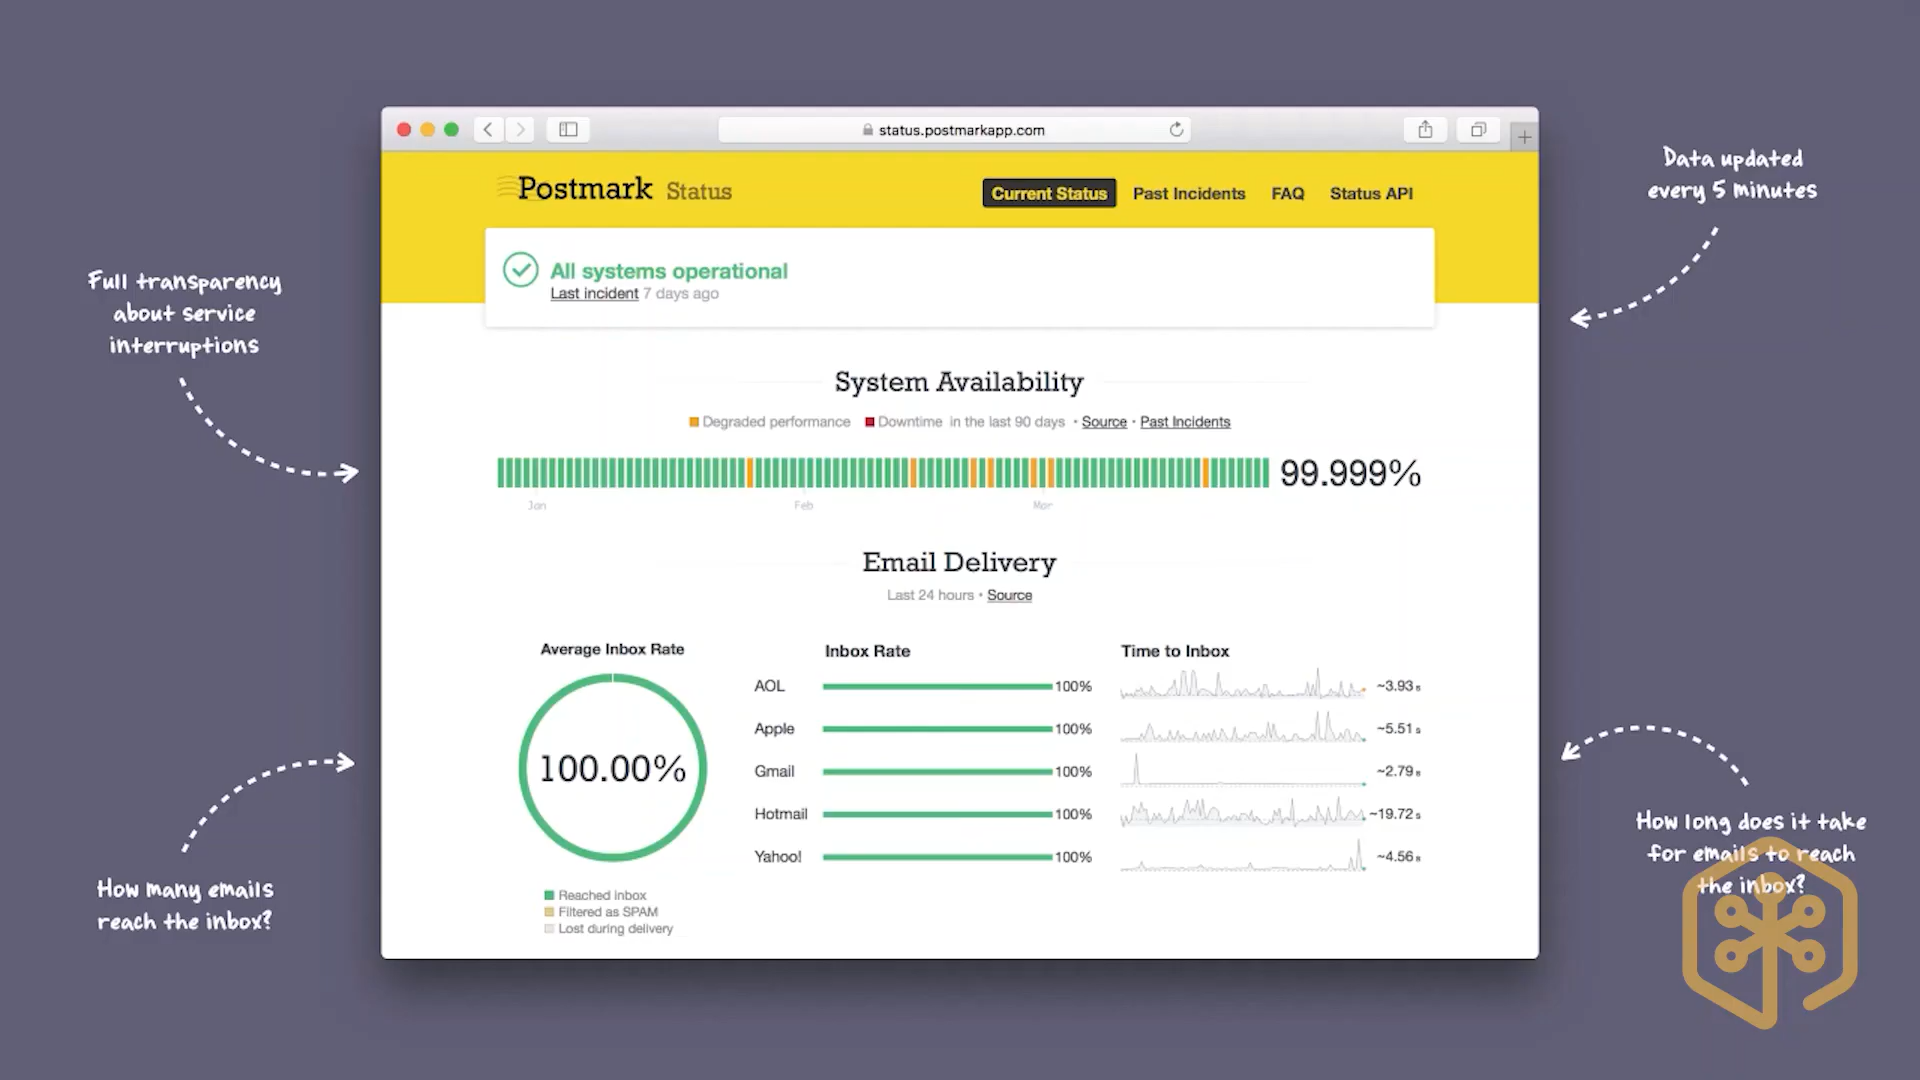 status.postmarkapp.com
Data updated
every 5 minutes
Postmark Status
Current Status Past Incidents FAQ Status API
All systems operational
Last incident 7 days ago
Full transparency
about service
interruptions
System Availability
Degraded performance Downtime in the last 90 days • Source • Past Incidents
99.999%
Jan Feb Mar
Email Delivery
Last 24 hours • Source
Average Inbox Rate Inbox Rate Time to Inbox
AOL 100% ~3.93 s
Apple 100% ~5.51 s
Gmail 100% ~2.79 s
Hotmail 100% ~19.72 s
Yahoo! 100% ~4.56 s
100.00%
Reached inbox
Filtered as SPAM
Lost during delivery
How many emails
reach the inbox?
How long does it take
for emails to reach
the inbox?